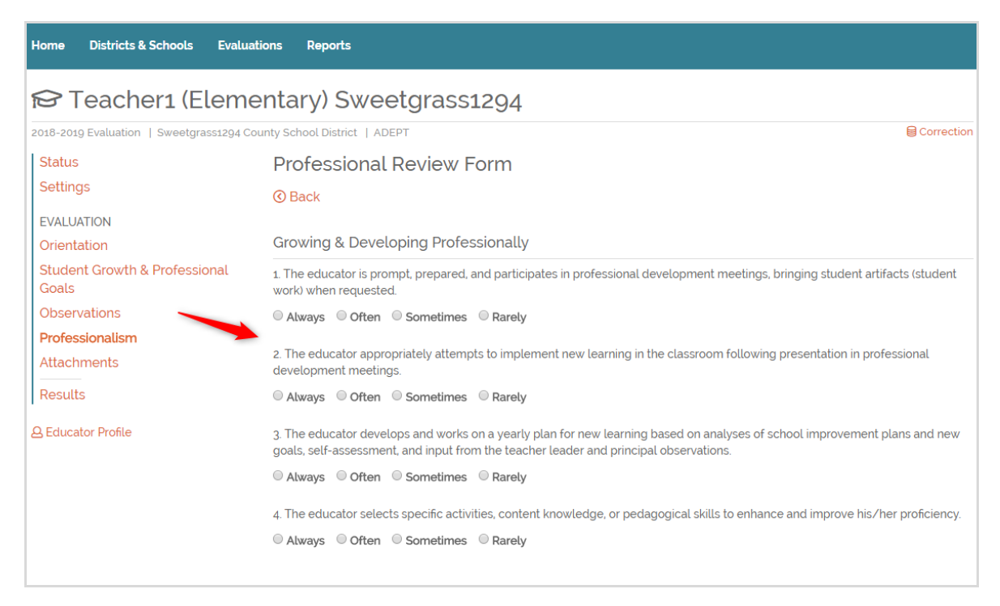 Home Districts & Schools Evaluations Reports
Teacher1 (Elementary) Sweetgrass1294
2018-2019 Evaluation | Sweetgrass1294 County School District | ADEPT
Correction
Status
Settings
EVALUATION
Orientation
Student Growth & Professional
Goals
Observations
Professionalism
Attachments
Results
Educator Profile
Professional Review Form
Back
Growing & Developing Professionally
1. The educator is prompt, prepared, and participates in professional development meetings, bringing student artifacts (student
work) when requested.
Always Often Sometimes Rarely
2. The educator appropriately attempts to implement new learning in the classroom following presentation in professional
development meetings.
Always Often Sometimes Rarely
3. The educator develops and works on a yearly plan for new learning based on analyses of school improvement plans and new
goals, self-assessment, and input from the teacher leader and principal observations.
Always Often Sometimes Rarely
4. The educator selects specific activities, content knowledge, or pedagogical skills to enhance and improve his/her proficiency.
Always Often Sometimes Rarely